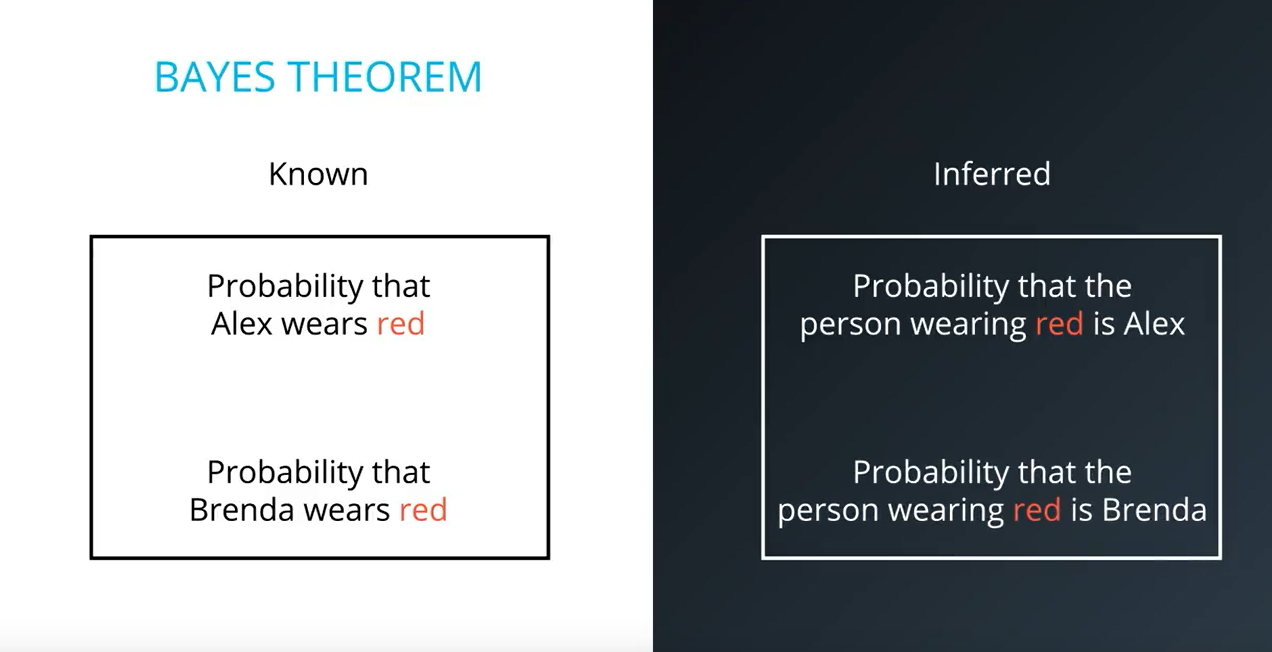 BAYES THEOREM
Known
Probability that
Alex wears red
Probability that
Brenda wears red
Inferred
Probability that the
person wearing red is Alex
Probability that the
person wearing red is Brenda